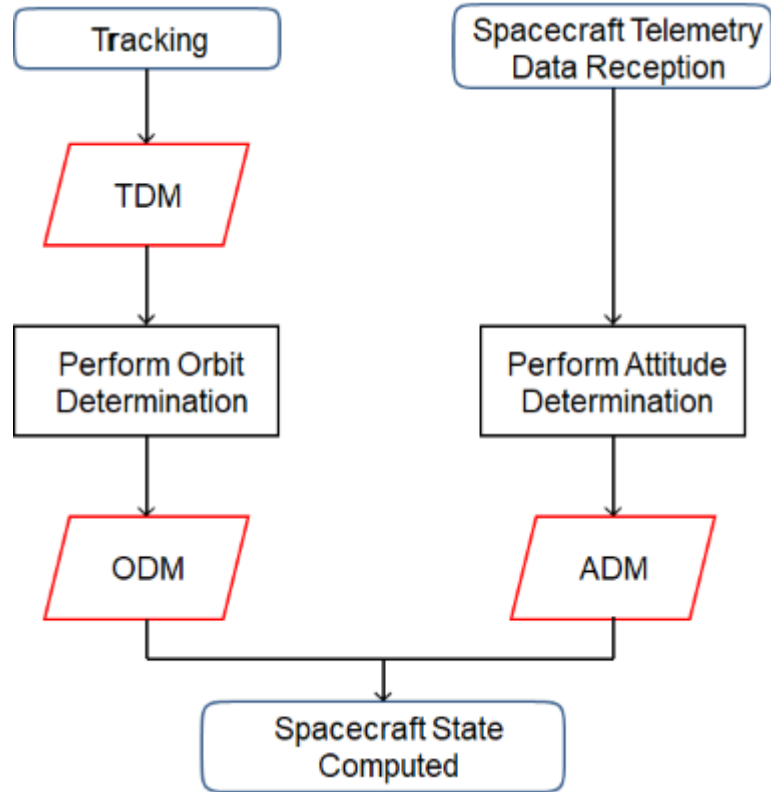 Tracking
Spacecraft Telemetry
Data Reception
TDM
Perform Orbit
Determination
Perform Attitude
Determination
ODM
ADM
Spacecraft State
Computed